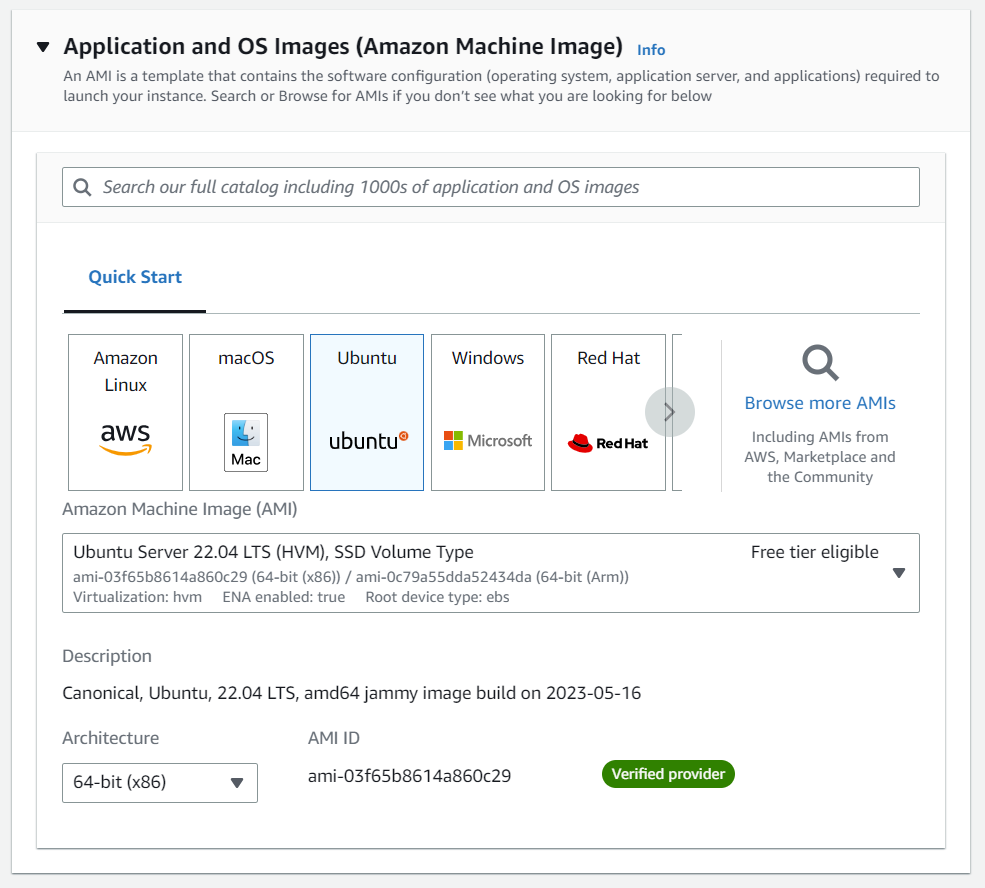 Application and OS Images (Amazon Machine Image) Info
An AMI is a template that contains the software configuration (operating system, application server, and applications) required to
launch your instance. Search or Browse for AMIs if you don't see what you are looking for below
Search our full catalog including 1000s of application and OS images
Quick Start
Amazon
Linux
aws
macOS
Mac
Ubuntu
ubuntu
Windows
Microsoft
Red Hat
Red Hat
Browse more AMIs
Including AMIs from
AWS, Marketplace and
the Community
Amazon Machine Image (AMI)
Ubuntu Server 22.04 LTS (HVM), SSD Volume Type
Free tier eligible
ami-03f65b8614a860c29 (64-bit (x86)) / ami-0c79a55dda52434da (64-bit (Arm))
Virtualization: hvm ENA enabled: true Root device type: ebs
Description
Canonical, Ubuntu, 22.04 LTS, amd64 jammy image build on 2023-05-16
Architecture
64-bit (x86)
AMI ID
ami-03f65b8614a860c29
Verified provider